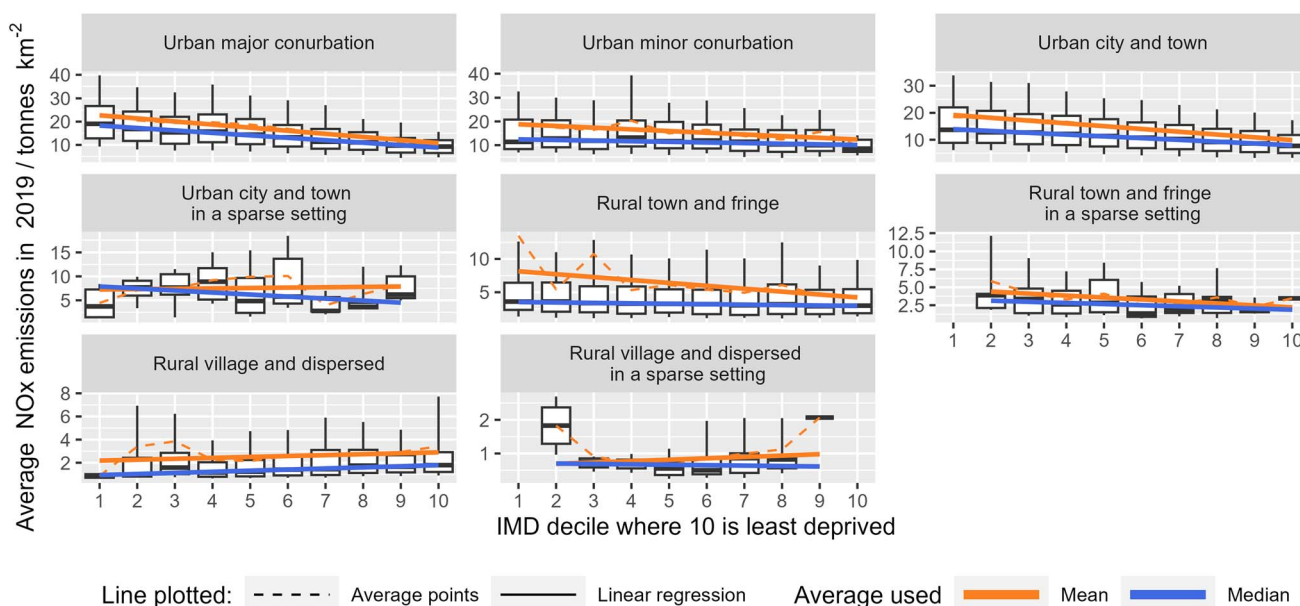 Average NOx emissions in 2019 / tonnes km-2
Urban major conurbation
Urban minor conurbation
Urban city and town
40
30
20
10
40
30
20
10
30
20
10
Urban city and town
in a sparse setting
Rural town and fringe
Rural town and fringe
in a sparse setting
15
10
5
10
5
12.5
10.0
7.5
5.0
2.5
1 2 3 4 5 6 7 8 9 10
Rural village and dispersed
Rural village and dispersed
in a sparse setting
8
6
4
2
2
1
1 2 3 4 5 6 7 8 9 10
1 2 3 4 5 6 7 8 9 10
IMD decile where 10 is least deprived
Line plotted: Average points Linear regression Average used Mean Median